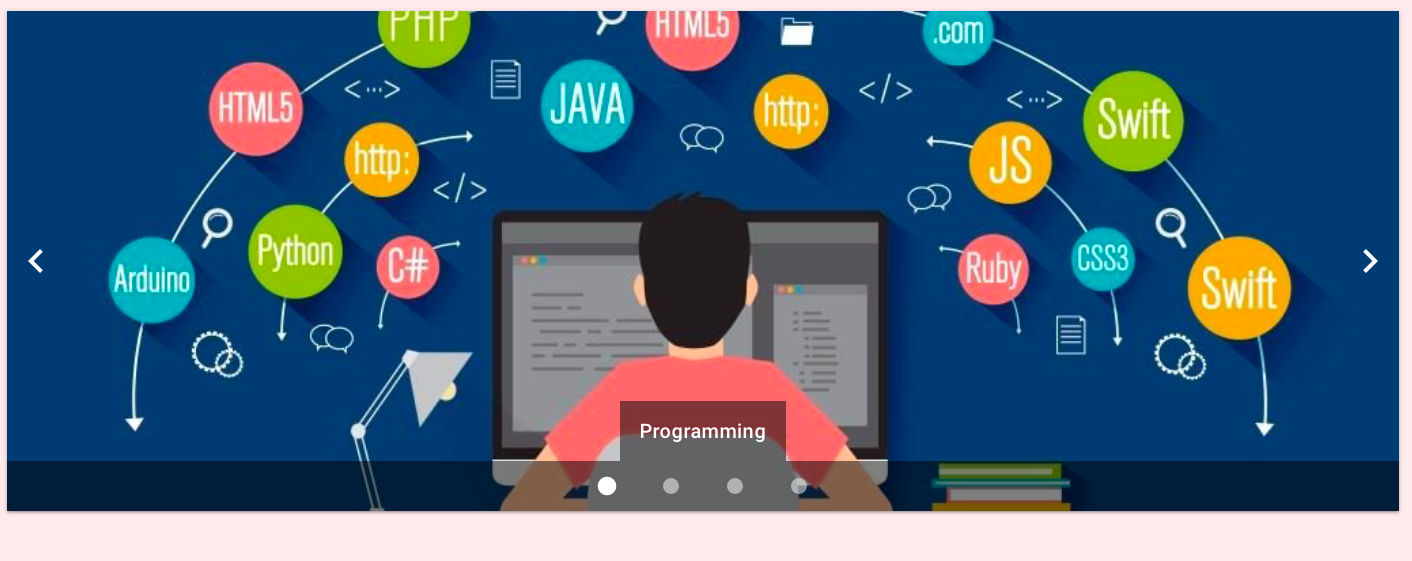 PHP
HTML5
.com
HTML5
JAVA
http:
Swift
http:
JS
Python
C#
Ruby
CSS3
Arduino
Swift
Programming